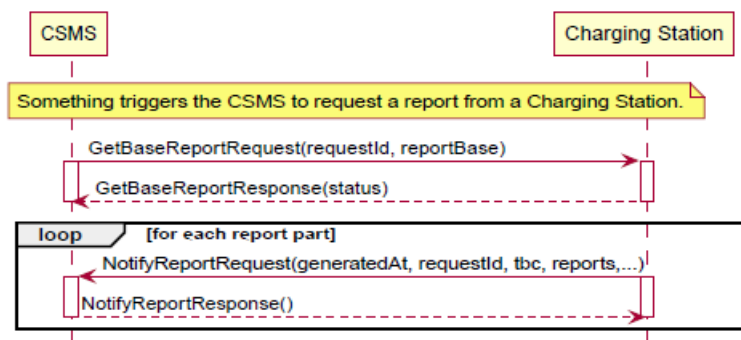 CSMS
Charging Station
Something triggers the CSMS to request a report from a Charging Station.
GetBaseReportRequest(requestId, reportBase)
GetBaseReportResponse(status)
loop
[for each report part]
NotifyReportRequest(generatedAt, requestId, tbc, reports,...)
NotifyReportResponse()